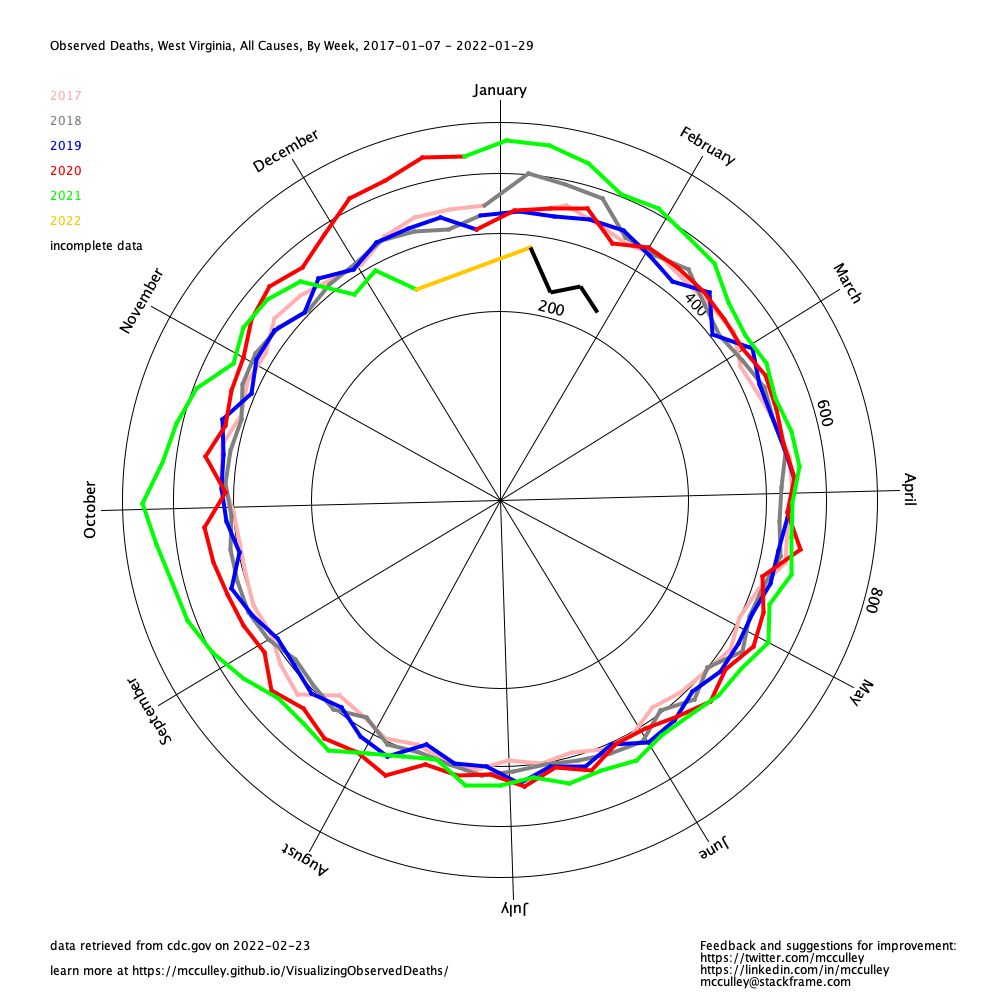 Observed Deaths, West Virginia, All Causes, By Week, 2017-01-07 - 2022-01-29
January
2017
2018
2019
2020
2021
2022
incomplete data
December
February
November
March
200
400
600
October
April
800
September
May
August
June
July
data retrieved from cdc.gov on 2022-02-23
learn more at https://mcculley.github.io/VisualizingObservedDeaths/
Feedback and suggestions for improvement:
https://twitter.com/mcculley
https://linkedin.com/in/mcculley
mcculley@stackframe.com